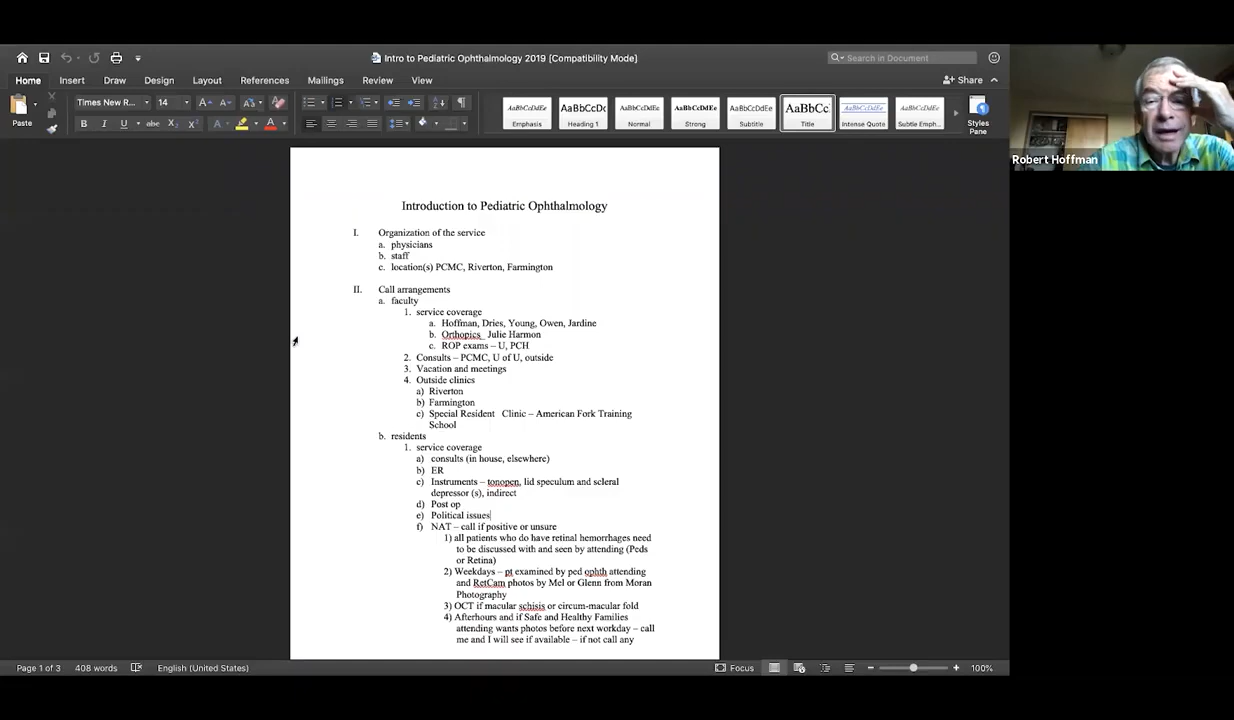 Intro to Pediatric Ophthalmology 2019 [Compatibility Mode]
Search in Document
Home Insert Draw Design Layout References Mailings Review View
Share
Paste
Times New R... 14
AaBbCcDdEe AaBbCcDc AaBbCcDdEe AaBbCcDdEe AaBbCcDdEe AaBbCc AaBbCcDdEe AaBbCcDdEe
Emphasis Heading 1 Normal Strong Subtitle Title Intense Quote Subtle Emph...
Styles
Pane
Robert Hoffman
Introduction to Pediatric Ophthalmology
I. Organization of the service
a. physicians
b. staff
c. location(s) PCMC, Riverton, Farmington
II. Call arrangements
a. faculty
1. service coverage
a. Hoffman, Dries, Young, Owen, Jardine
b. Orthopics Julie Harmon
c. ROP exams – U, PCH
2. Consults – PCMC, U of U, outside
3. Vacation and meetings
4. Outside clinics
a) Riverton
b) Farmington
c) Special Resident Clinic – American Fork Training
School
b. residents
1. service coverage
a) consults (in house, elsewhere)
b) ER
c) Instruments – tonopen, lid speculum and scleral
depressor (s), indirect
d) Post op
e) Political issues
f) NAT – call if positive or unsure
1) all patients who do have retinal hemorrhages need
to be discussed with and seen by attending (Peds
or Retina)
2) Weekdays – pt examined by ped ophth attending
and RetCam photos by Mel or Glenn from Moran
Photography
3) OCT if macular schisis or circum-macular fold
4) Afterhours and if Safe and Healthy Families
attending wants photos before next workday – call
me and I will see if available – if not call any
Page 1 of 3 408 words English (United States) Focus 100%